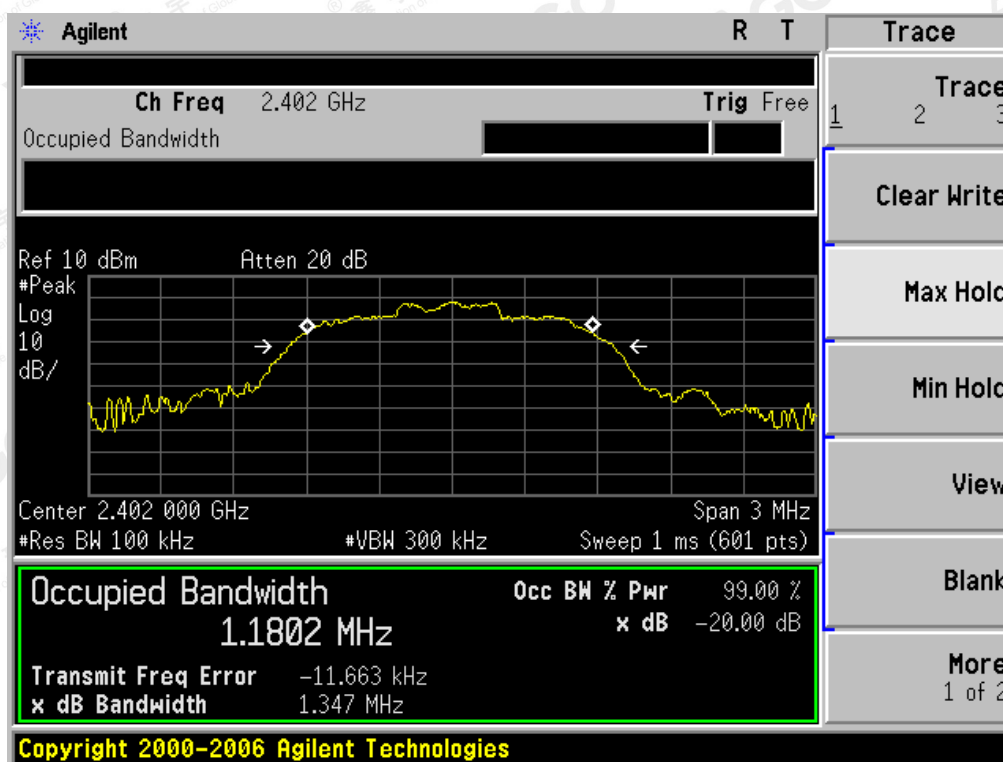 Agilent
R T
Trace
Ch Freq 2.402 GHz
Trig Free
Occupied Bandwidth
Trace
1 2 3
Clear Write
Max Hold
Min Hold
View
Blank
More
1 of 2
Ref 10 dBm
Atten 20 dB
#Peak
Log
10
dB/
Center 2.402 000 GHz
Span 3 MHz
#Res BW 100 kHz
#VBW 300 kHz
Sweep 1 ms (601 pts)
Occupied Bandwidth
1.1802 MHz
Occ BW % Pwr 99.00 %
x dB -20.00 dB
Transmit Freq Error -11.663 kHz
x dB Bandwidth 1.347 MHz
Copyright 2000-2006 Agilent Technologies